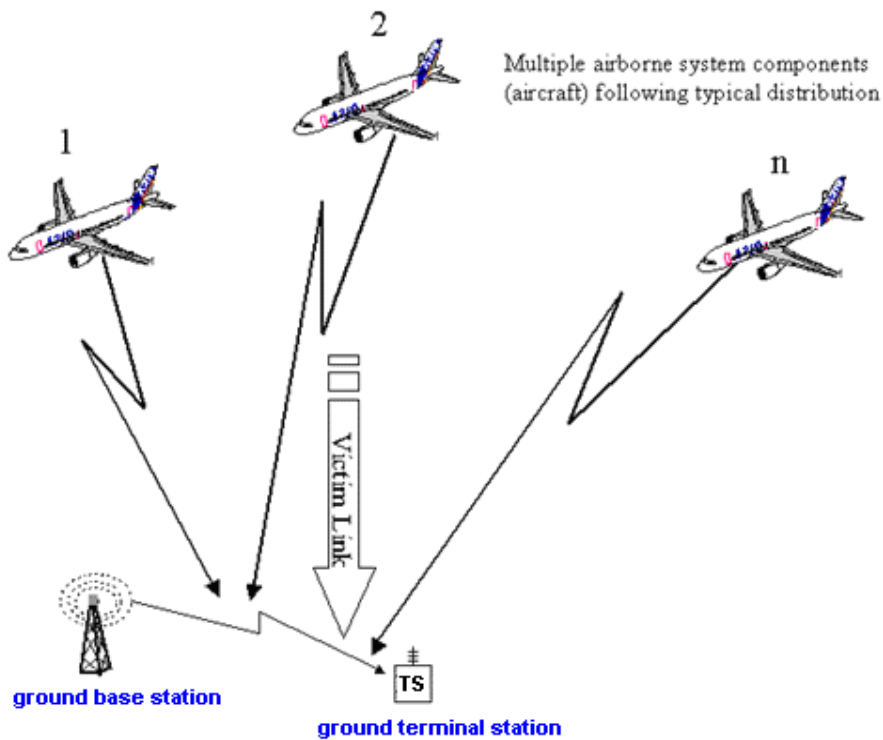 2
Multiple airborne system components
(aircraft) following typical distribution
1
n
Victim Link
TS
ground base station
ground terminal station